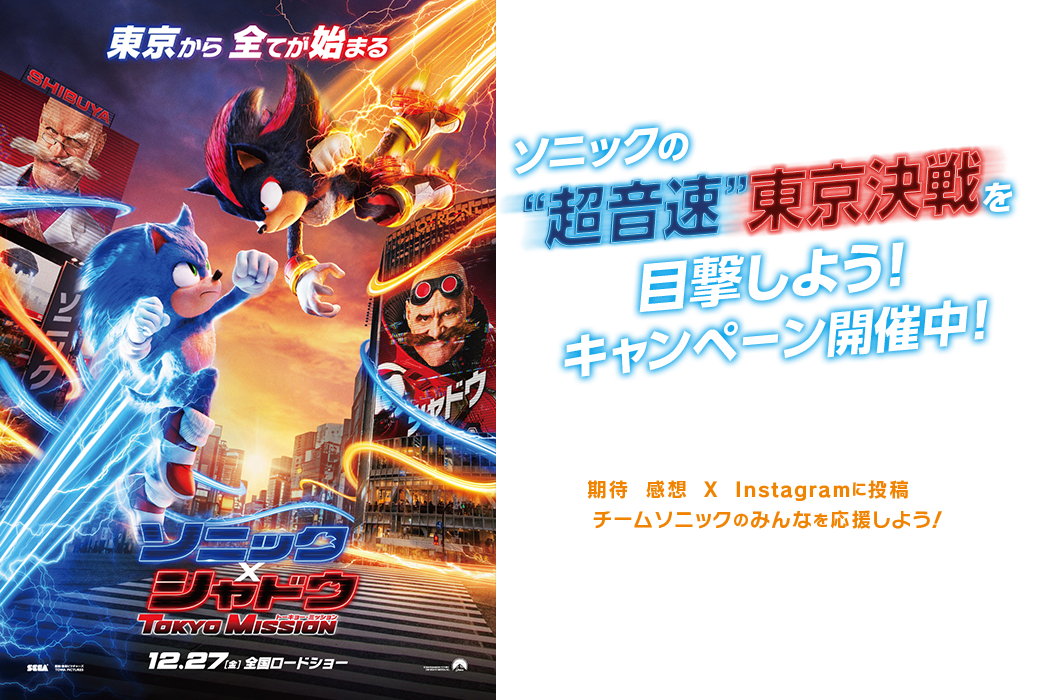 東京から 全てが始まる
SHIBUYA
ソニック
シャドウ
ソニック
×
シャドウ
トーキョー・ミッション
TOKYO MISSION
12.27[金] 全国ロードショー
SEGA
TOWA PICTURES
ソニックの
“超音速”東京決戦を
目撃しよう!
キャンペーン開催中!
期待 感想 X Instagramに投稿
チームソニックのみんなを応援しよう!